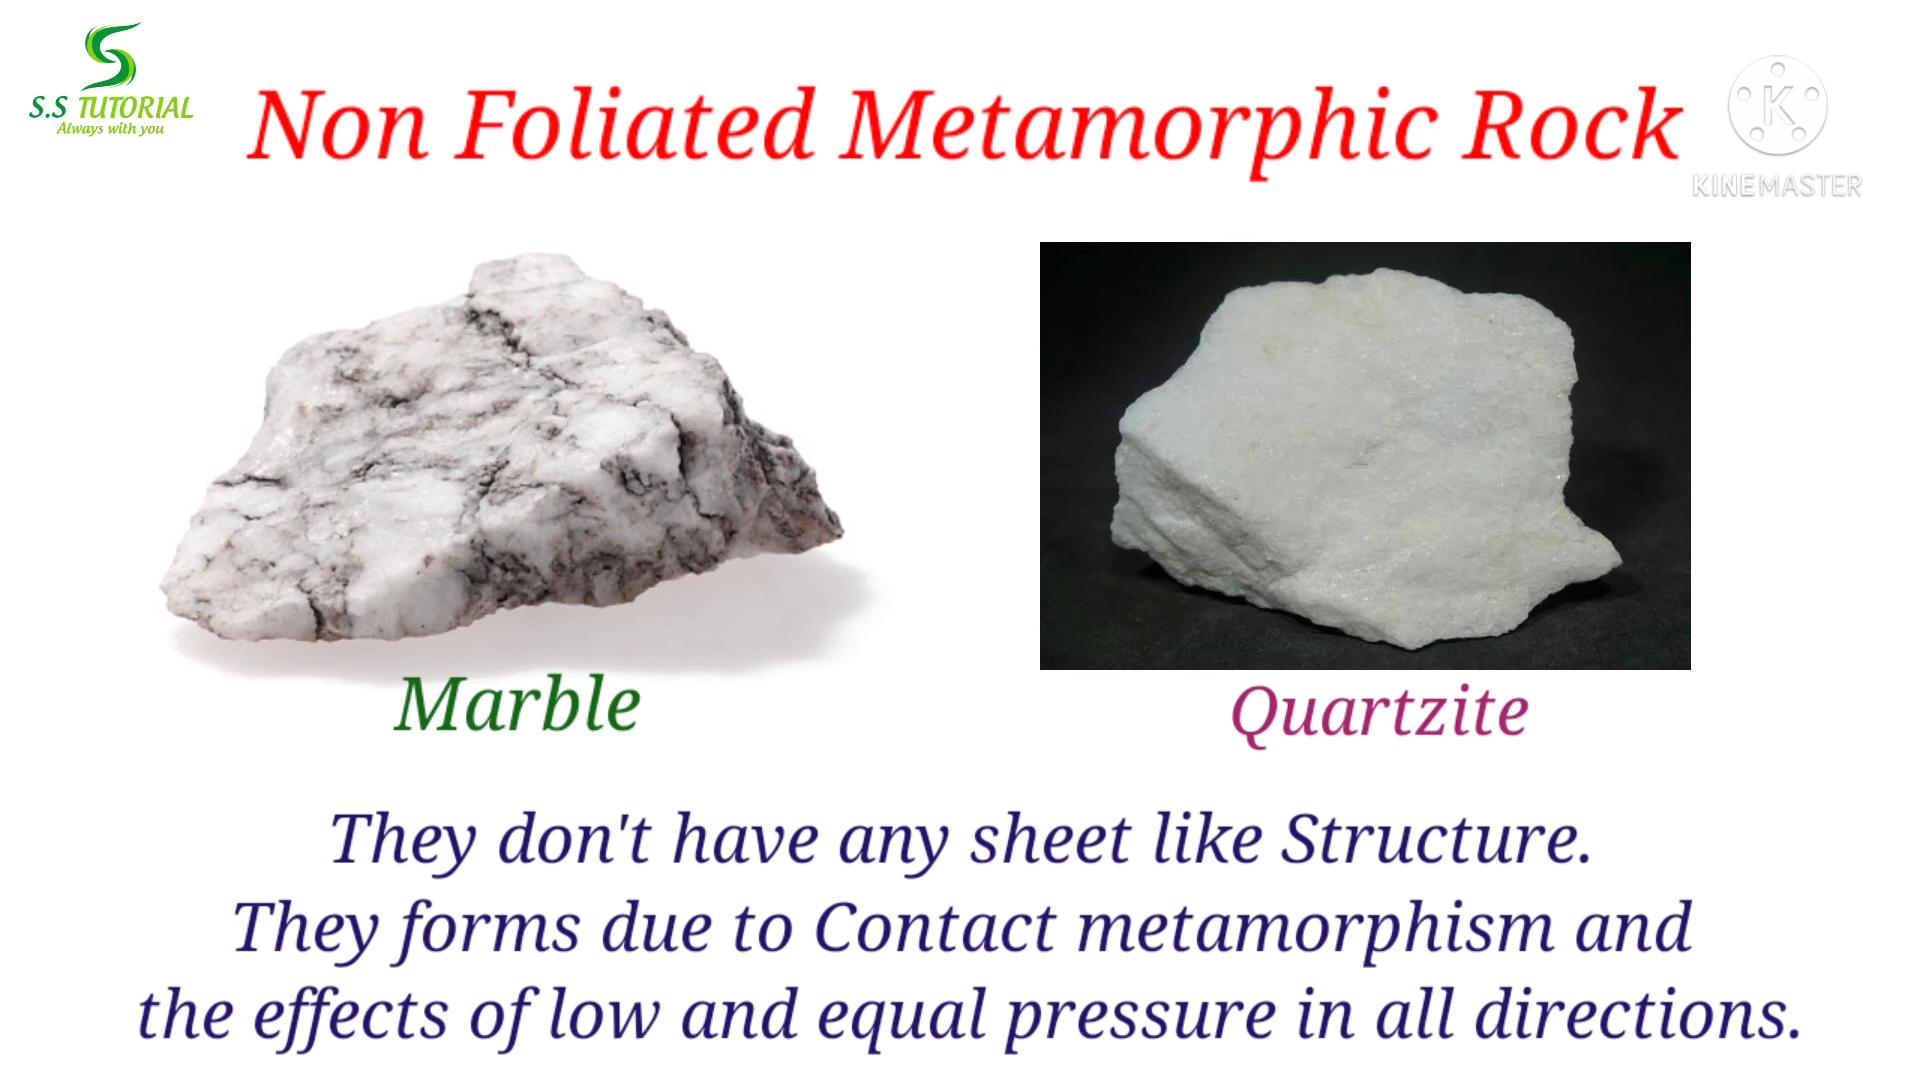 S.S TUTORIAL
Always with you
Non Foliated Metamorphic Rock
K
KINEMASTER
Marble
Quartzite
They don't have any sheet like Structure.
They forms due to Contact metamorphism and
the effects of low and equal pressure in all directions.